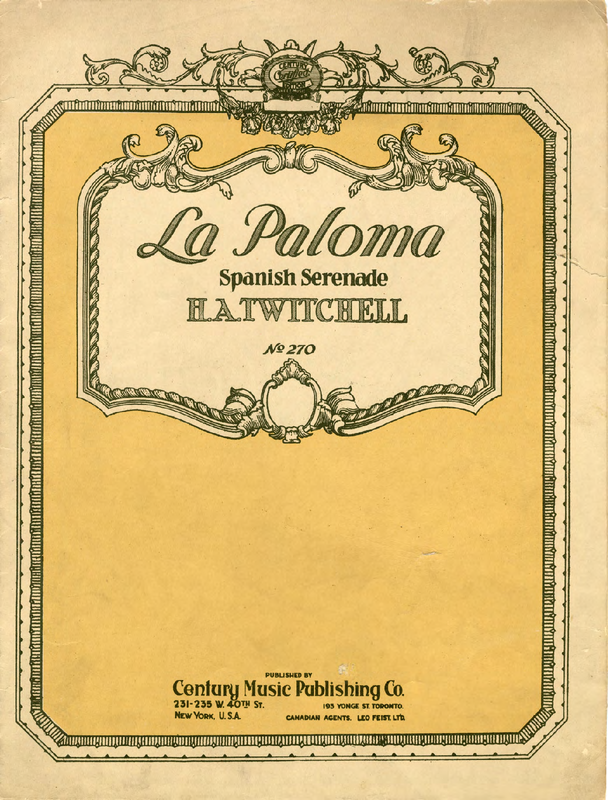 CENTURY
Certified
La Paloma
Spanish Serenade
H.A.TWITCHELL
No 270
PUBLISHED BY
Century Music Publishing Co.
231-235 W. 40TH ST. 193 YONGE ST. TORONTO.
NEW YORK, U.S.A. CANADIAN AGENTS. LEO FEIST, LTD.